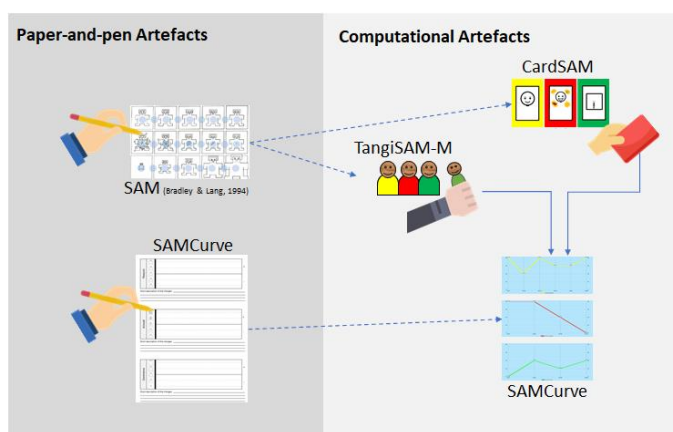 Paper-and-pen Artefacts
Computational Artefacts
CardSAM
TangiSAM-M
SAM (Bradley & Lang, 1994)
SAMCurve
SAMCurve